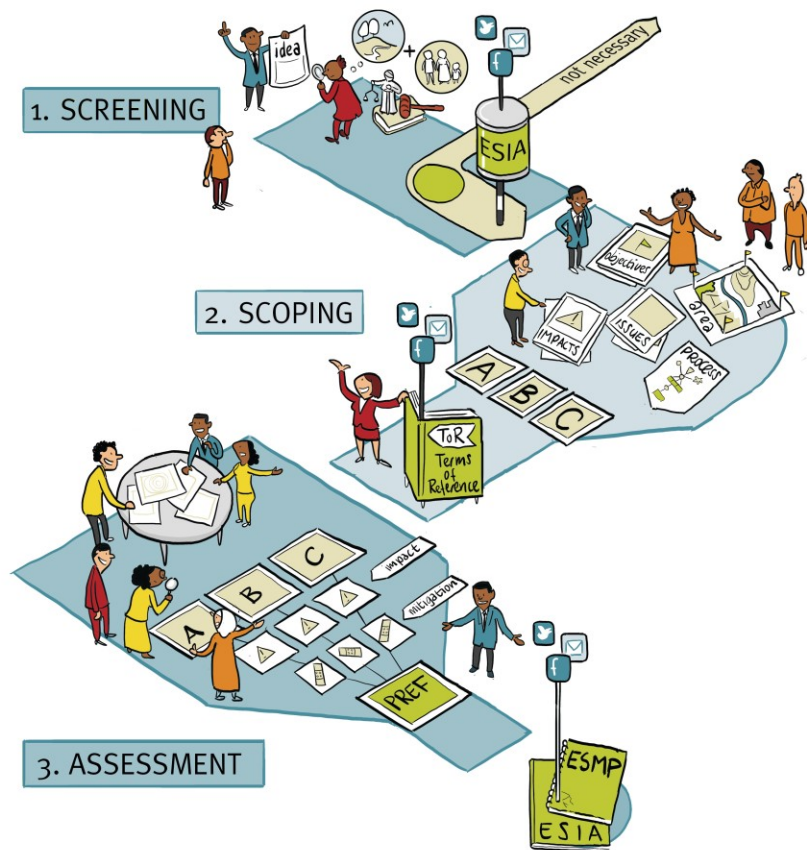 idea
+
not necessary
1. SCREENING
ESIA
f
objectives
2. SCOPING
IMPACTS
ISSUES
area
PROCESS
f
A
B
C
ToR
Terms
of
Reference
C
B
A
impact
mitigation
PREF
f
3. ASSESSMENT
ESMP
ESIA